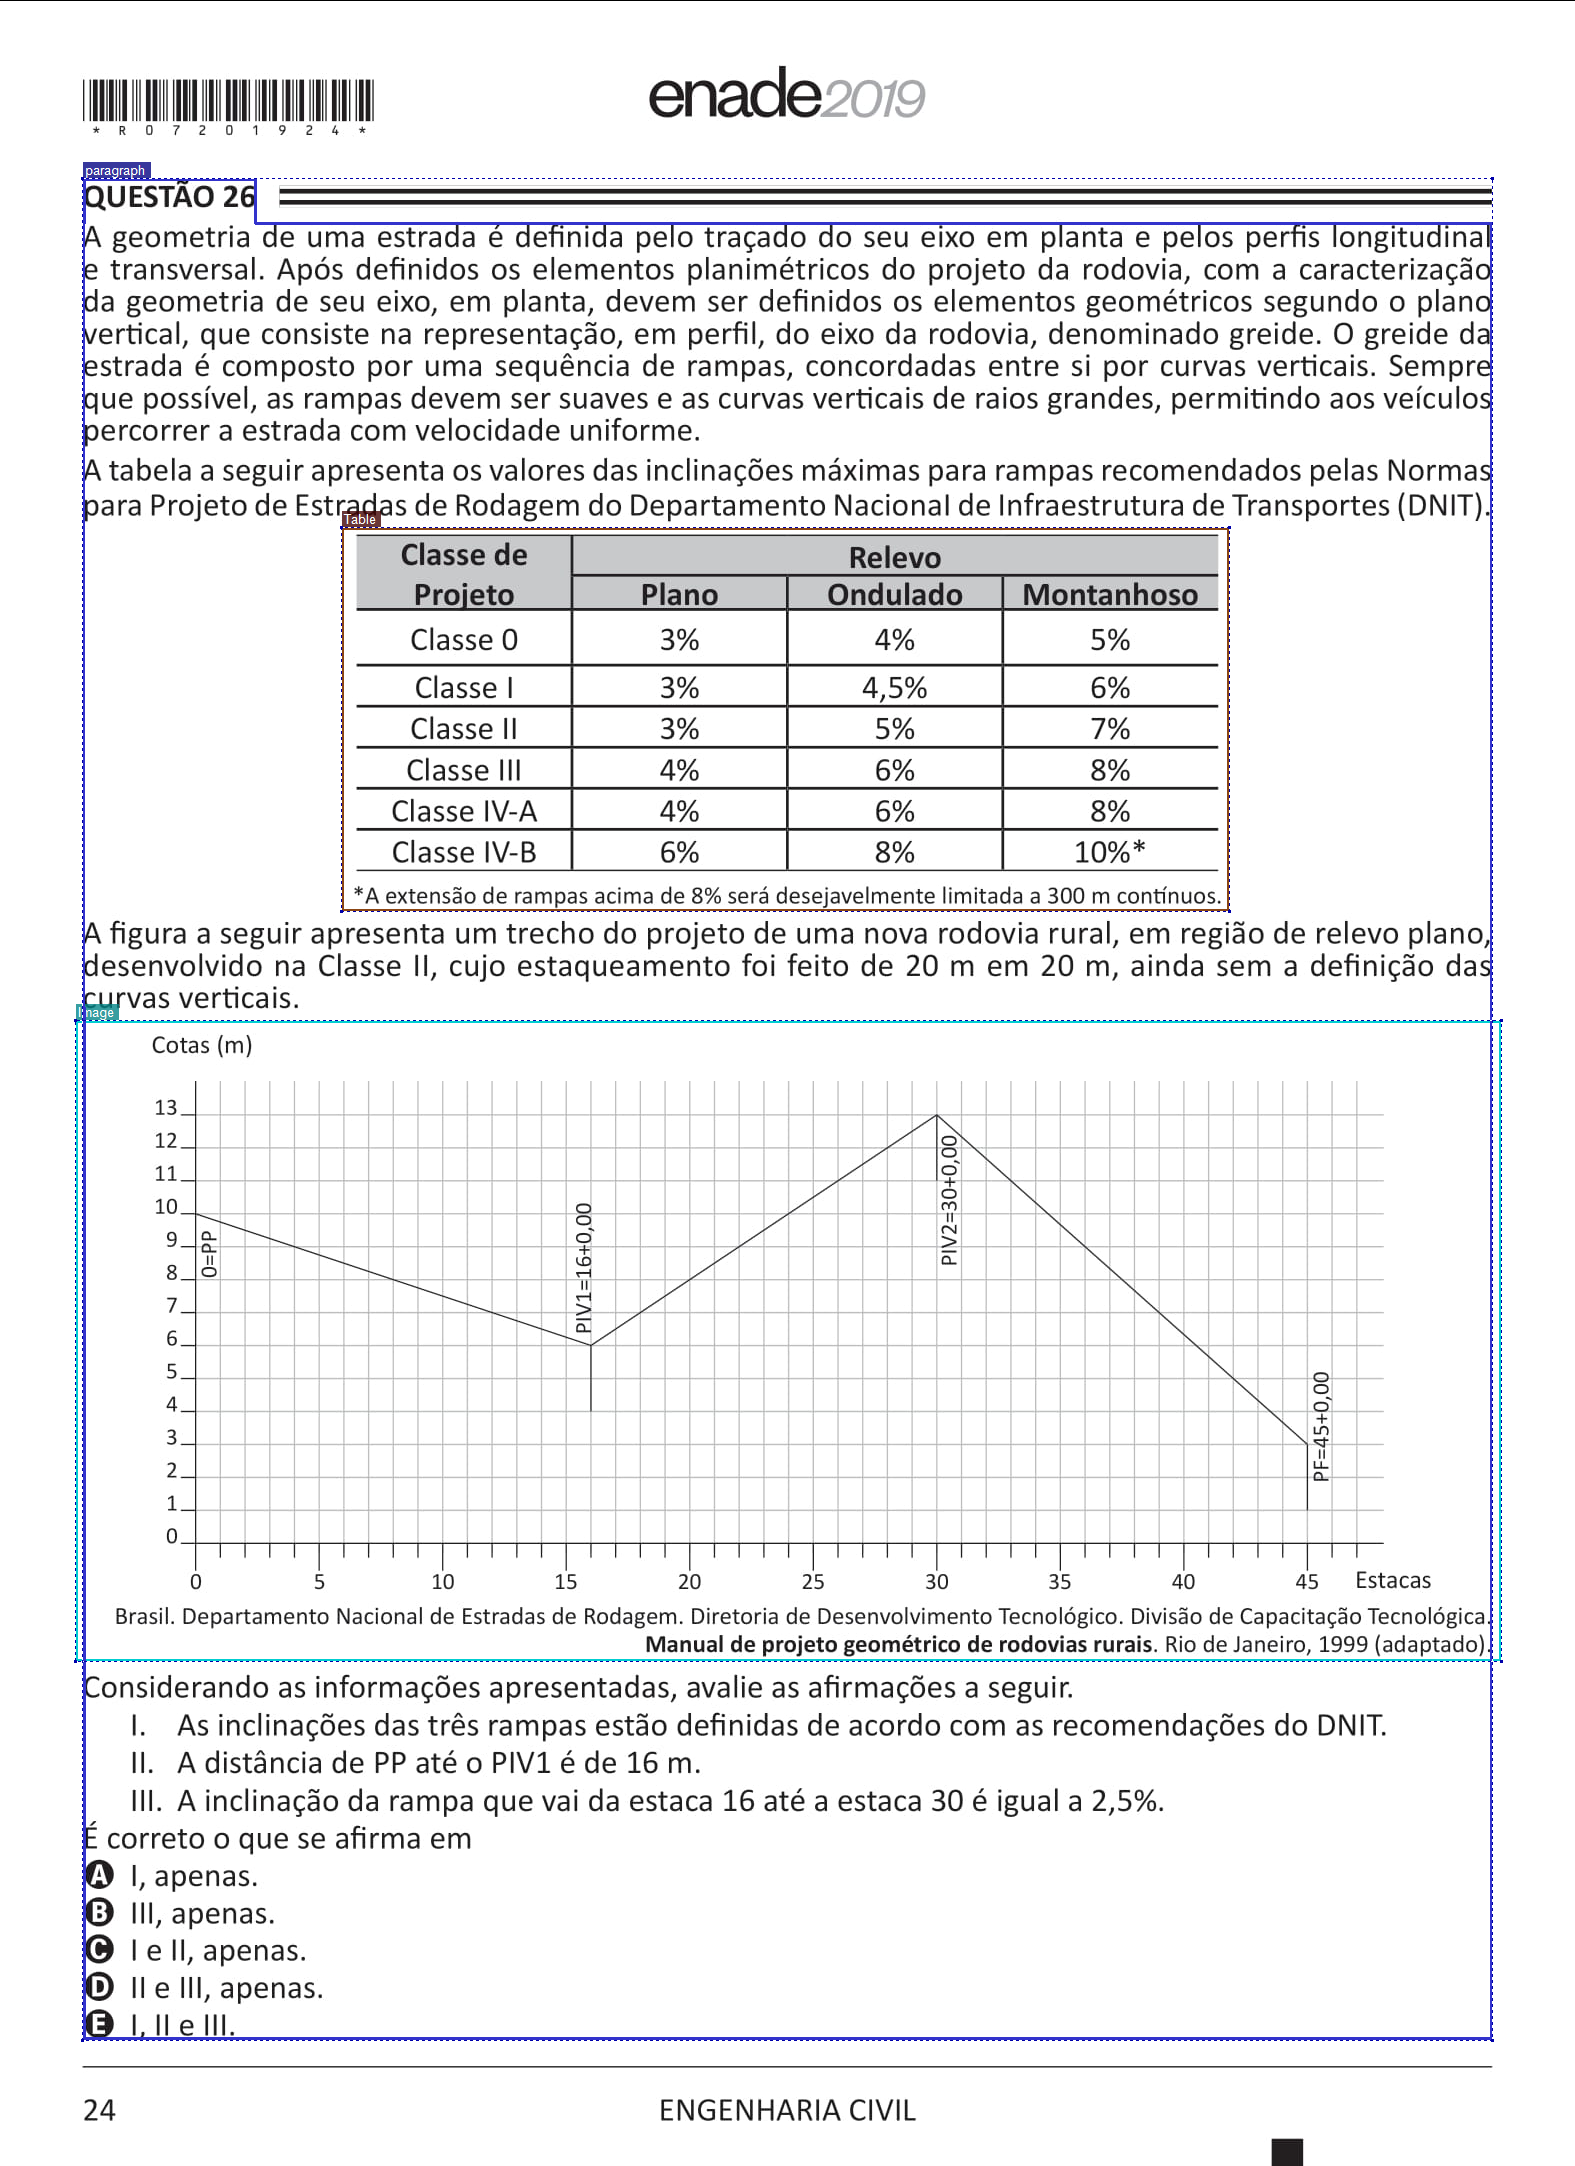 *R07201924*
enade2019
paragraph
QUESTÃO 26
A geometria de uma estrada é definida pelo traçado do seu eixo em planta e pelos perfis longitudinal
e transversal. Após definidos os elementos planimétricos do projeto da rodovia, com a caracterização
da geometria de seu eixo, em planta, devem ser definidos os elementos geométricos segundo o plano
vertical, que consiste na representação, em perfil, do eixo da rodovia, denominado greide. O greide da
estrada é composto por uma sequência de rampas, concordadas entre si por curvas verticais. Sempre
que possível, as rampas devem ser suaves e as curvas verticais de raios grandes, permitindo aos veículos
percorrer a estrada com velocidade uniforme.
A tabela a seguir apresenta os valores das inclinações máximas para rampas recomendados pelas Normas
para Projeto de Estradas de Rodagem do Departamento Nacional de Infraestrutura de Transportes (DNIT).
Table
Classe de Projeto Relevo
Plano Ondulado Montanhoso
Classe 0 3% 4% 5%
Classe I 3% 4,5% 6%
Classe II 3% 5% 7%
Classe III 4% 6% 8%
Classe IV-A 4% 6% 8%
Classe IV-B 6% 8% 10%*
*A extensão de rampas acima de 8% será desejavelmente limitada a 300 m contínuos.
A figura a seguir apresenta um trecho do projeto de uma nova rodovia rural, em região de relevo plano,
desenvolvido na Classe II, cujo estaqueamento foi feito de 20 m em 20 m, ainda sem a definição das
curvas verticais.
Image
Cotas (m)
13
12
11
10
9
8
7
6
5
4
3
2
1
0
0=PP
PIV1=16+0,00
PIV2=30+0,00
PF=45+0,00
0 5 10 15 20 25 30 35 40 45 Estacas
Brasil. Departamento Nacional de Estradas de Rodagem. Diretoria de Desenvolvimento Tecnológico. Divisão de Capacitação Tecnológica.
Manual de projeto geométrico de rodovias rurais. Rio de Janeiro, 1999 (adaptado).
Considerando as informações apresentadas, avalie as afirmações a seguir.
I. As inclinações das três rampas estão definidas de acordo com as recomendações do DNIT.
II. A distância de PP até o PIV1 é de 16 m.
III. A inclinação da rampa que vai da estaca 16 até a estaca 30 é igual a 2,5%.
É correto o que se afirma em
A I, apenas.
B III, apenas.
C I e II, apenas.
D II e III, apenas.
E I, II e III.
24 ENGENHARIA CIVIL